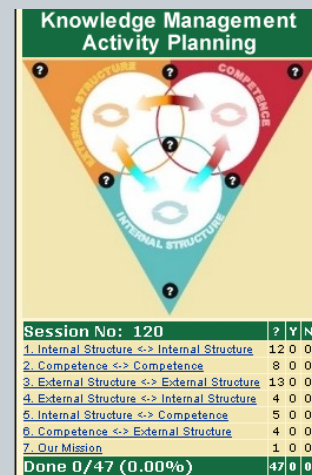 Knowledge Management
Activity Planning
? ? ?
EXTERNAL STRUCTURE
COMPETENCE
?
? ?
INTERNAL STRUCTURE
?
Session No: 120 ? Y N
1. Internal Structure <-> Internal Structure 12 0 0
2. Competence <-> Competence 8 0 0
3. External Structure <-> External Structure 13 0 0
4. External Structure <-> Internal Structure 4 0 0
5. Internal Structure <-> Competence 5 0 0
6. Competence <-> External Structure 4 0 0
7. Our Mission 1 0 0
Done 0/47 (0.00%) 47 0 0